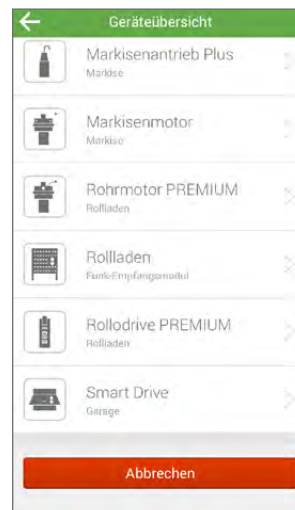 Geräteübersicht
Markisenantrieb Plus
Markise
Markisenmotor
Markise
Rohrmotor PREMIUM
Rollladen
Rollladen
Funk-Empfangsmodul
Rollodrive PREMIUM
Rollladen
Smart Drive
Garage
Abbrechen